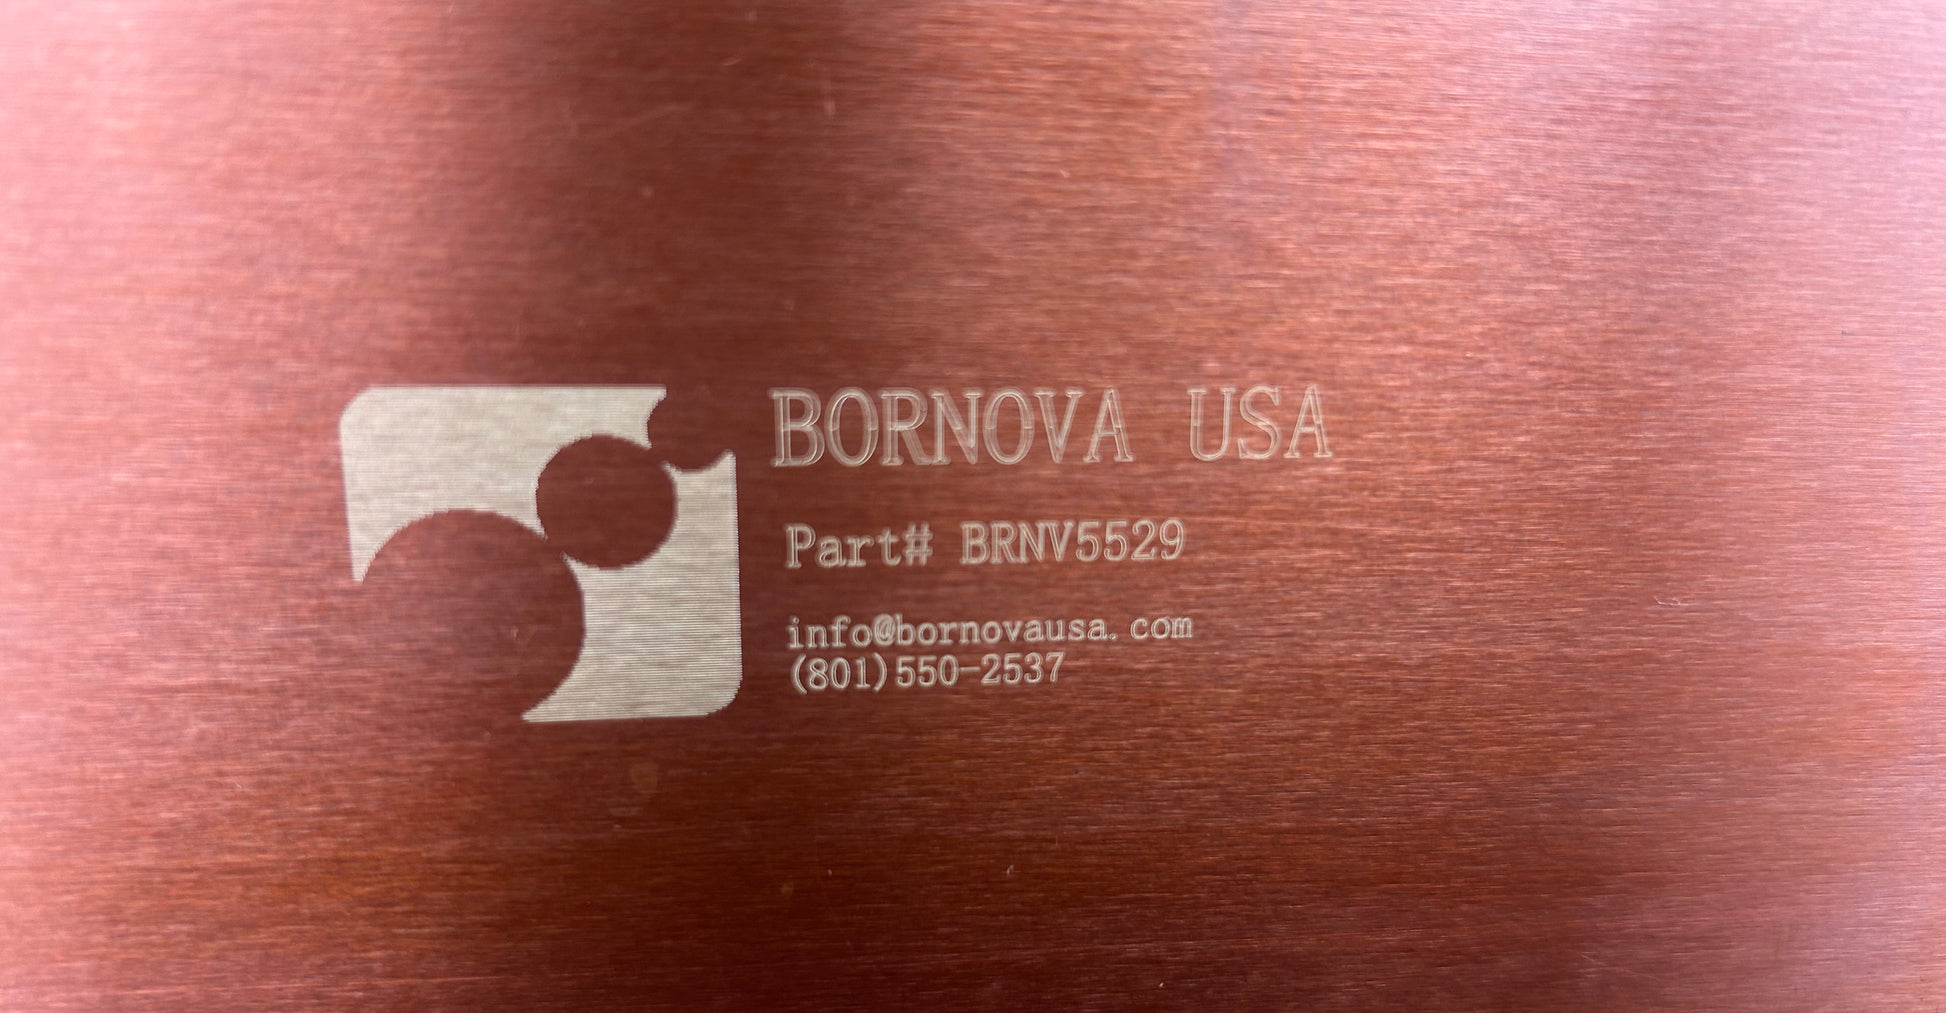 BORNOVA USA
Part# BRNV5529
info@bornovausa.com
(801)550-2537